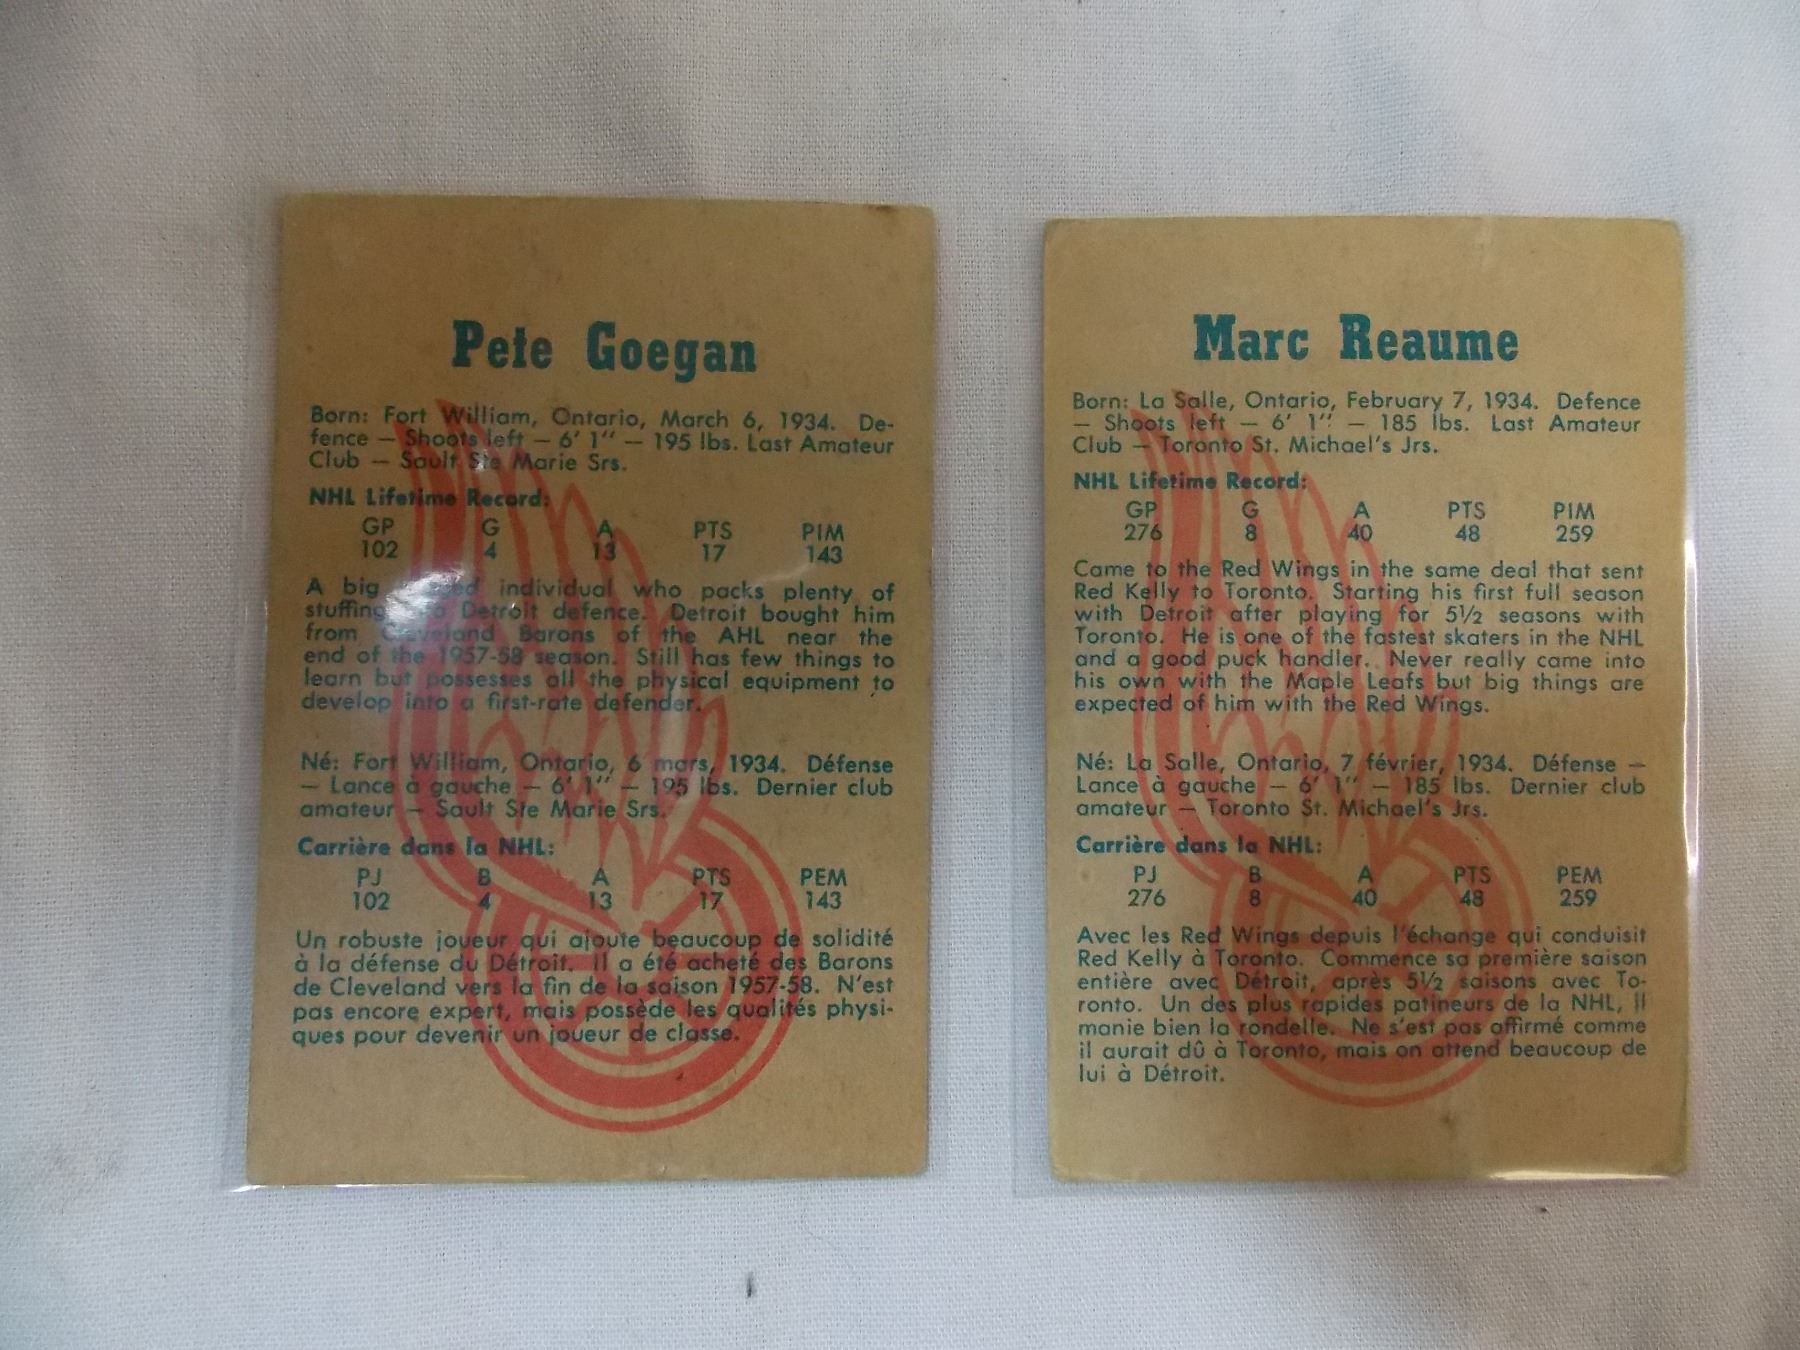 Pete Goegan
Born: Fort William, Ontario, March 6, 1934. De-
fence — Shoots left — 6' 1" — 195 lbs. Last Amateur
Club — Sault Ste Marie Srs.
NHL Lifetime Record:
GP G A PTS PIM
102 4 13 17 143
A big individual who packs plenty of
stuffing Detroit defence. Detroit bought him
from Cleveland Barons of the AHL near the
end of the 1957-58 season. Still has few things to
learn but possesses all the physical equipment to
develop into a first-rate defender.
Né: Fort William, Ontario, 6 mars, 1934. Défense
— Lance à gauche — 6' 1" — 195 lbs. Dernier club
amateur — Sault Ste Marie Srs.
Carrière dans la NHL:
PJ B A PTS PEM
102 4 13 17 143
Un robuste joueur qui ajoute beaucoup de solidité
à la défense du Détroit. Il a été acheté des Barons
de Cleveland vers la fin de la saison 1957-58. N'est
pas encore expert, mais possède les qualités physi-
ques pour devenir un joueur de classe.
Marc Reaume
Born: La Salle, Ontario, February 7, 1934. Defence
— Shoots left — 6' 1" — 185 lbs. Last Amateur
Club — Toronto St. Michael's Jrs.
NHL Lifetime Record:
GP G A PTS PIM
276 8 40 48 259
Came to the Red Wings in the same deal that sent
Red Kelly to Toronto. Starting his first full season
with Detroit after playing for 5½ seasons with
Toronto. He is one of the fastest skaters in the NHL
and a good puck handler. Never really came into
his own with the Maple Leafs but big things are
expected of him with the Red Wings.
Né: La Salle, Ontario, 7 février, 1934. Défense —
Lance à gauche — 6' 1" — 185 lbs. Dernier club
amateur — Toronto St. Michael's Jrs.
Carrière dans la NHL:
PJ B A PTS PEM
276 8 40 48 259
Avec les Red Wings depuis l'échange qui conduisit
Red Kelly à Toronto. Commence sa première saison
entière avec Détroit, après 5½ saisons avec To-
ronto. Un des plus rapides patineurs de la NHL, il
manie bien la rondelle. Ne s'est pas affirmé comme
il aurait dû à Toronto, mais on attend beaucoup de
lui à Détroit.